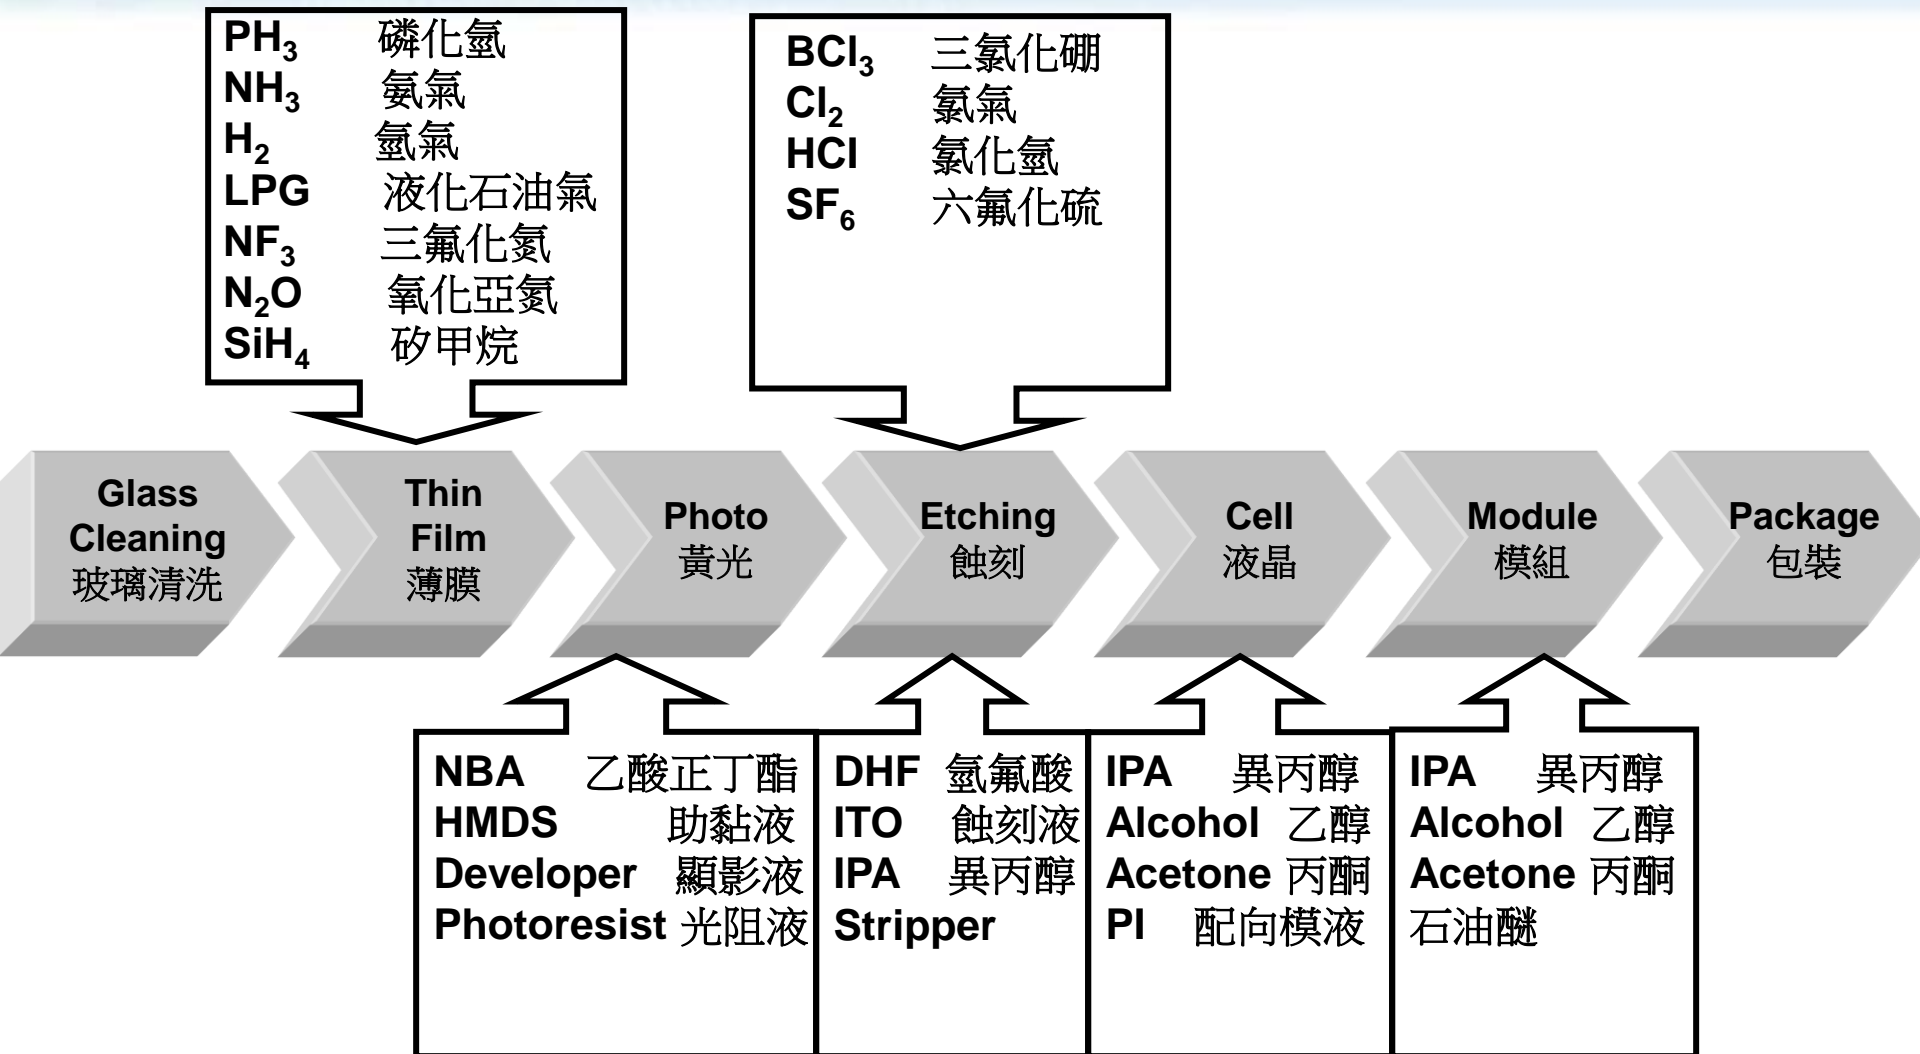 PH₃ 磷化氫
NH₃ 氨氣
H₂ 氫氣
LPG 液化石油氣
NF₃ 三氟化氮
N₂O 氧化亞氮
SiH₄ 矽甲烷
BCl₃ 三氯化硼
Cl₂ 氯氣
HCl 氯化氫
SF₆ 六氟化硫
Glass
Cleaning
玻璃清洗
Thin
Film
薄膜
Photo
黃光
Etching
蝕刻
Cell
液晶
Module
模組
Package
包裝
NBA 乙酸正丁酯
HMDS 助黏液
Developer 顯影液
Photoresist 光阻液
DHF 氫氟酸
ITO 蝕刻液
IPA 異丙醇
Stripper
IPA 異丙醇
Alcohol 乙醇
Acetone 丙酮
PI 配向模液
IPA 異丙醇
Alcohol 乙醇
Acetone 丙酮
石油醚